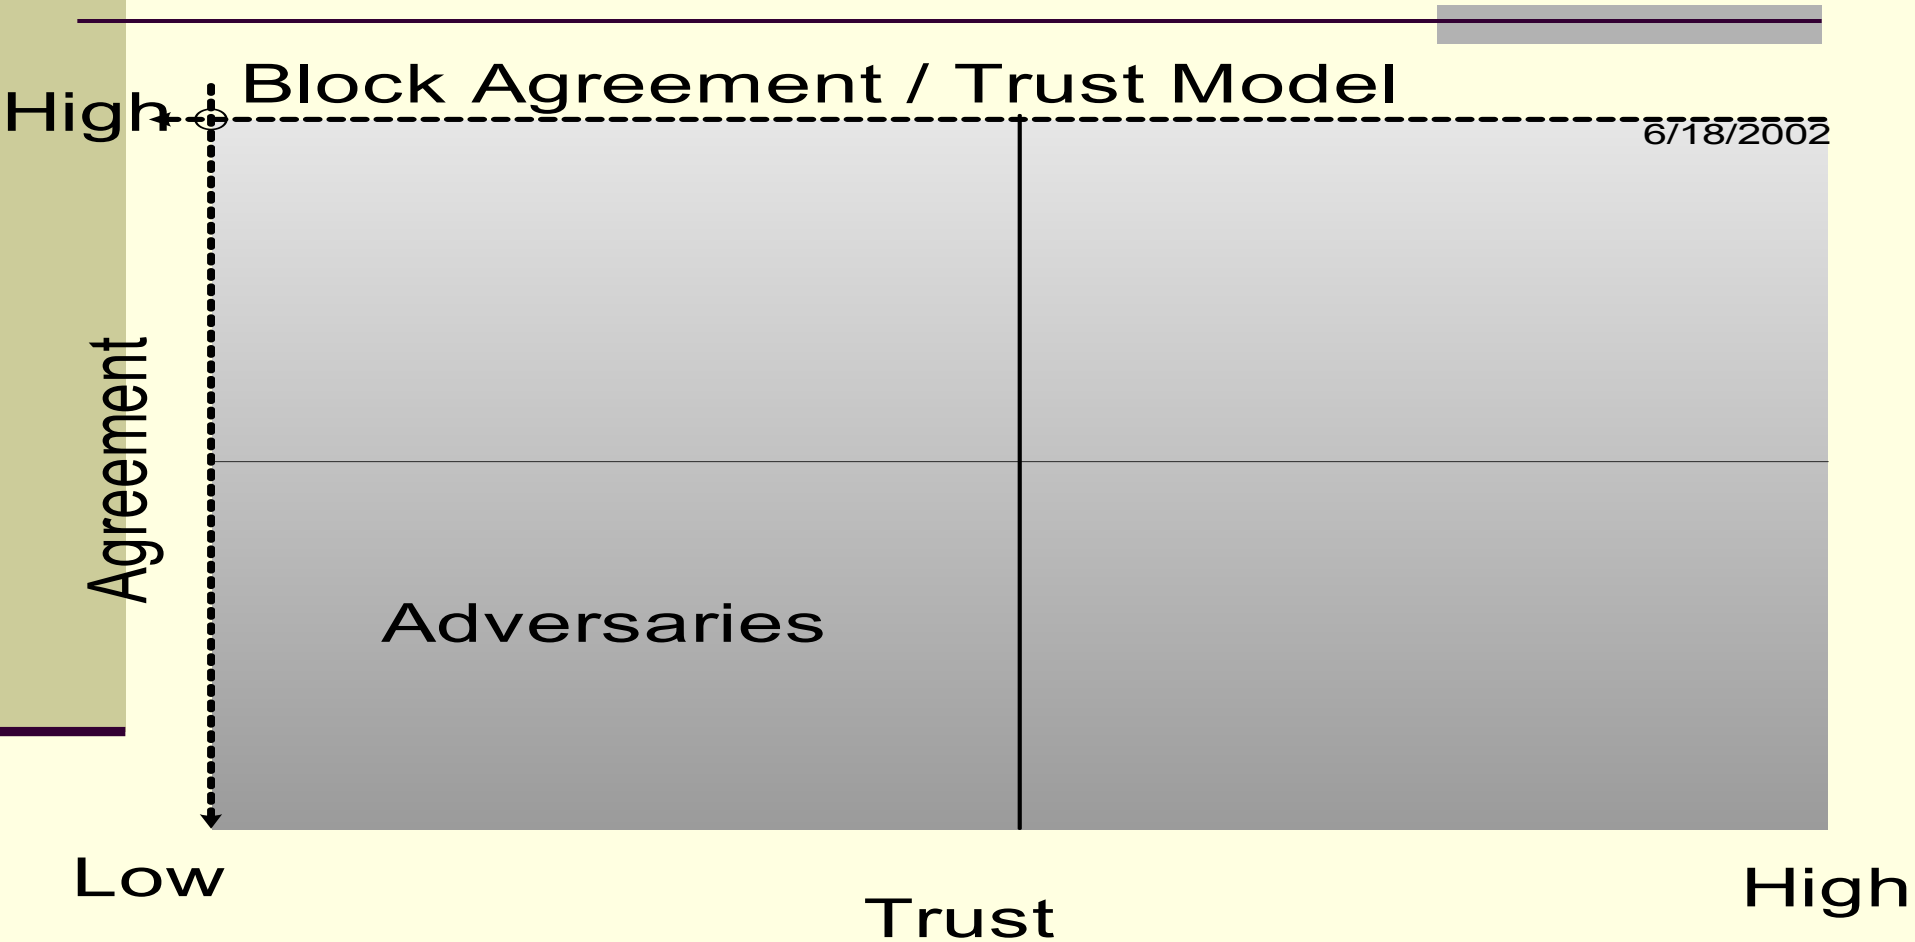 Block Agreement / Trust Model
High
6/18/2002
Agreement
Adversaries
Low
High
Trust